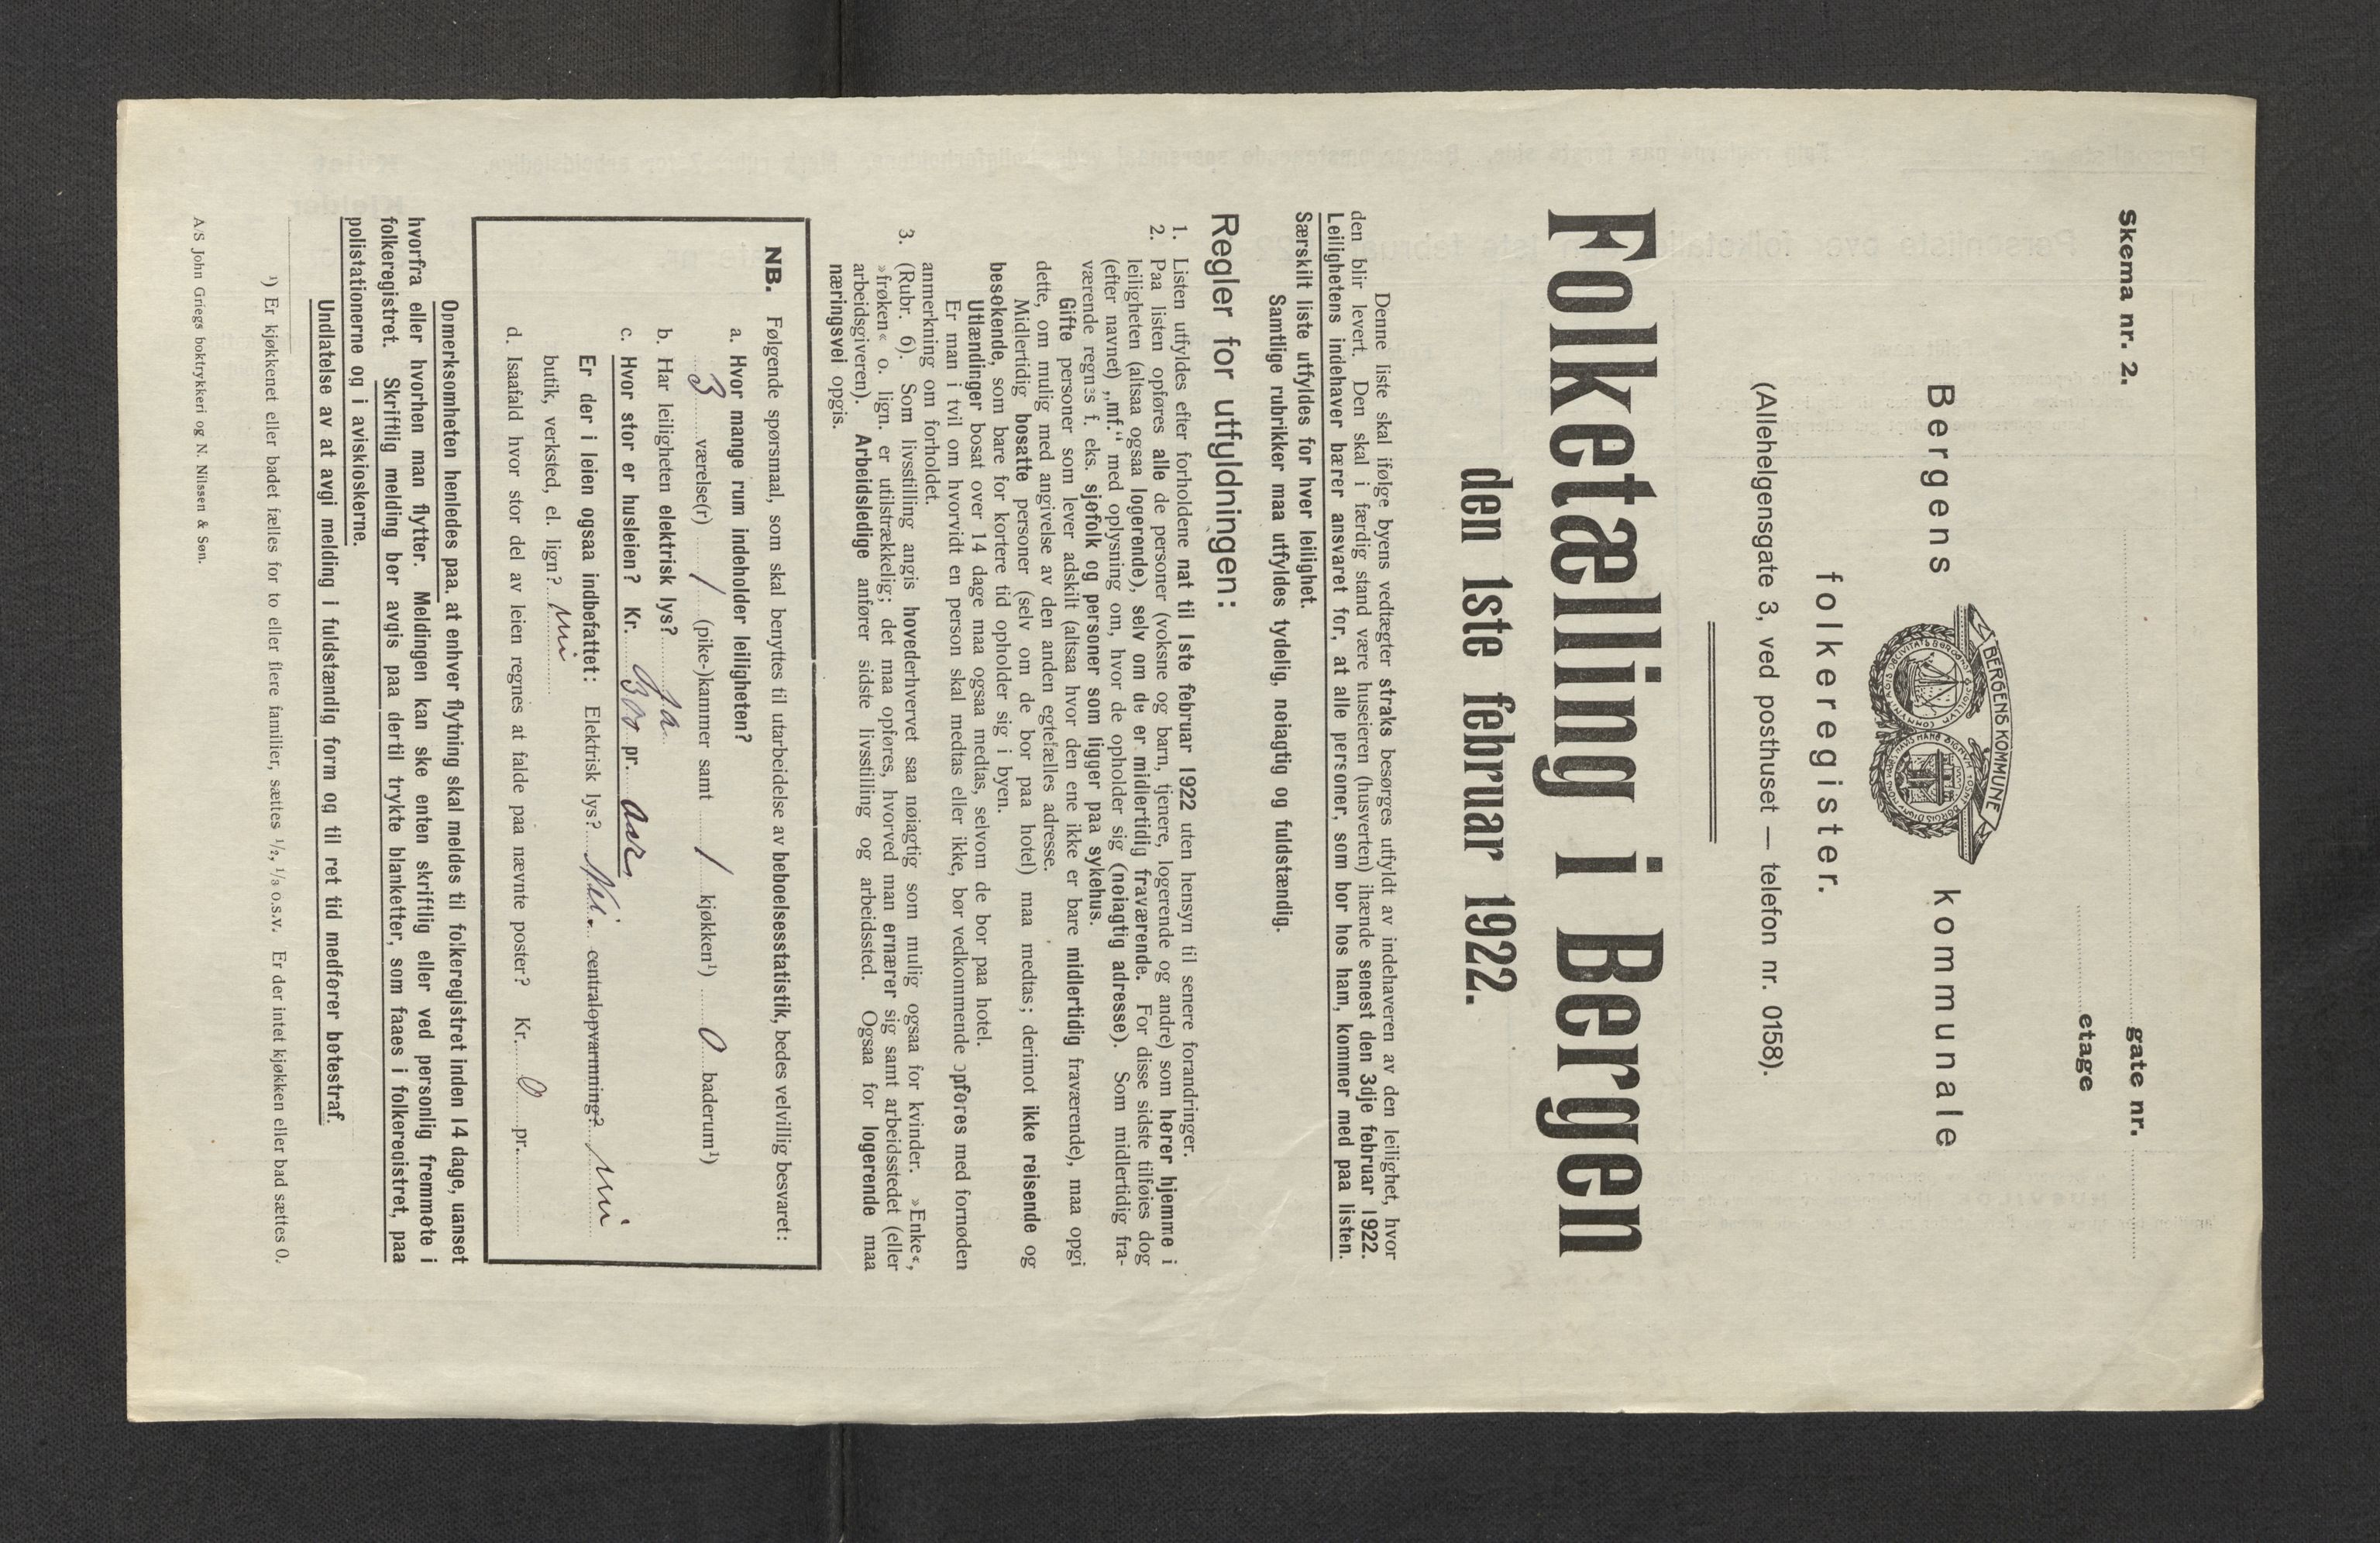 Skema nr. 2.
gate nr.
etage
BERGENS KOMMUNE
Bergens kommunale
folkeregister.
(Allehelgensgate 3, ved posthuset — telefon nr. 0158).
Folketælling i Bergen
den 1ste februar 1922.
Denne liste skal ifølge byens vedtægter straks besørges utfyldt av indehaveren av den leilighet, hvor
den blir levert. Den skal i færdig stand være huseieren (husverten) ihænde senest den 3dje februar 1922.
Leilighetens indehaver bærer ansvaret for, at alle personer, som bor hos ham, kommer med paa listen.
Særskilt liste utfyldes for hver leilighet.
Samtlige rubrikker maa utfyldes tydelig, nøiagtig og fuldstændig.
Regler for utfyldningen:
1. Listen utfyldes efter forholdene nat til 1ste februar 1922 uten hensyn til senere forandringer.
2. Paa listen opføres alle de personer (voksne og barn, tjenere, logerende og andre) som hører hjemme i
leiligheten (altsaa ogsaa logerende), selv om de er midlertidig fraværende. For disse sidste tilføies dog
(efter navnet) „mf.“ med oplysning om, hvor de opholder sig (nøiagtig adresse). Som midlertidig fra-
værende regnes f. eks. sjøfolk og personer som ligger paa sykehus.
Gifte personer som lever adskilt (altsaa hvor den ene ikke er bare midlertidig fraværende), maa opgi
dette, om mulig med angivelse av den anden egtefælles adresse.
Midlertidig bosatte personer (selv om de bor paa hotel) maa medtas; derimot ikke reisende og
besøkende, som bare for kortere tid opholder sig i byen.
Utlændinger bosat over 14 dage maa ogsaa medtas, selvom de bor paa hotel.
Er man i tvil om hvorvidt en person skal medtas eller ikke, bør vedkommende opføres med fornøden
anmerkning om forholdet.
3. (Rubr. 6). Som livsstilling angis hovederhvervet saa nøiagtig som mulig ogsaa for kvinder. »Enke«,
»frøken« o. lign. er utilstrækkelig; det maa opføres, hvorved man ernærer sig samt arbeidsstedet (eller
arbeidsgiveren). Arbeidsledige anfører sidste livsstilling og arbeidssted. Ogsaa for logerende maa
næringsvei opgis.
NB. Følgende spørsmaal, som skal benyttes til utarbeidelse av beboelsesstatistik, bedes velvillig besvaret:
a. Hvor mange rum indeholder leiligheten?
3 værelse(r) 1 (pike-)kammer samt 1 kjøkken¹) 0 baderum¹)
b. Har leiligheten elektrisk lys? Ja
c. Hvor stor er husleien? Kr. 300 pr. Aar
Er der i leien ogsaa indbefattet: Elektrisk lys? Nei. centralopvarmning? Nei
butik, verksted, el. lign? Nei
d. Isaafald hvor stor del av leien regnes at falde paa nævnte poster? Kr. 0 pr.
Opmerksomheten henledes paa, at enhver flytning skal meldes til folkeregistret inden 14 dage, uanset
hvorfra eller hvorhen man flytter. Meldingen kan ske enten skriftlig eller ved personlig fremmøte i
folkeregistret. Skriftlig melding bør avgis paa dertil trykte blanketter, som faaes i folkeregistret, paa
polistationerne og i aviskioskerne.
Undlatelse av at avgi melding i fuldstændig form og til ret tid medfører bøtestraf.
¹) Er kjøkkenet eller badet fælles for to eller flere familier, sættes ¹/₂, ¹/₃ o.s.v. Er der intet kjøkken eller bad sættes 0.
A/S John Griegs boktrykkeri og N. Nilssen & Søn.